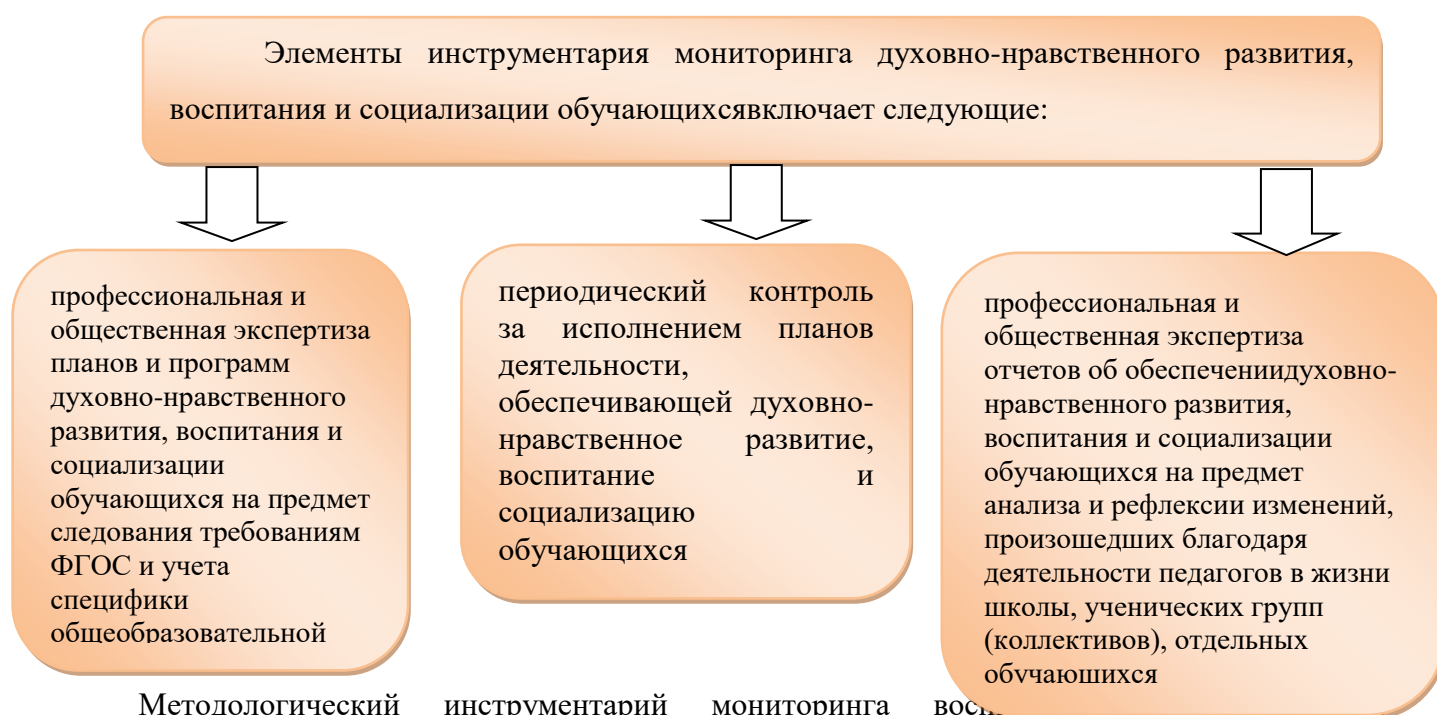 Элементы инструментария мониторинга духовно-нравственного развития,
воспитания и социализации обучающихсявключает следующие:
профессиональная и
общественная экспертиза
планов и программ
духовно-нравственного
развития, воспитания и
социализации
обучающихся на предмет
следования требованиям
ФГОС и учета
специфики
общеобразовательной
периодический контроль
за исполнением планов
деятельности,
обеспечивающей духовно-
нравственное развитие,
воспитание и
социализацию
обучающихся
профессиональная и
общественная экспертиза
отчетов об обеспечениидуховно-
нравственного развития,
воспитания и социализации
обучающихся на предмет
анализа и рефлексии изменений,
произошедших благодаря
деятельности педагогов в жизни
школы, ученических групп
(коллективов), отдельных
обучающихся
Методологический инструментарий мониторинга